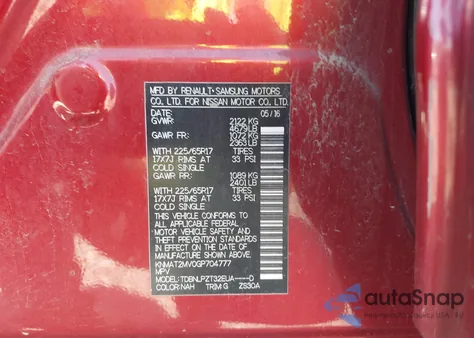 MFD BY RENAULT-SAMSUNG MOTORS
CO. LTD. FOR NISSAN MOTOR CO., LTD.
DATE: 05/16
GVWR: 2122 KG
4679 LB
GAWR FR: 1072 KG
2363 LB
WITH 225/65R17 TIRES
17X7J RIMS AT 33 PSI
COLD SINGLE
GAWR RR: 1089 KG
2401 LB
WITH 225/65R17 TIRES
17X7J RIMS AT 33 PSI
COLD SINGLE
THIS VEHICLE CONFORMS TO
ALL APPLICABLE FEDERAL
MOTOR VEHICLE SAFETY AND
THEFT PREVENTION STANDARDS
IN EFFECT ON THE DATE OF
MANUFACTURE SHOWN ABOVE.
KNMAT2MV0GP704777
MPV
MODEL: TDBNLPZT32EUA-----D
COLOR: NAH TRIM: G ZS30A
autoSnap